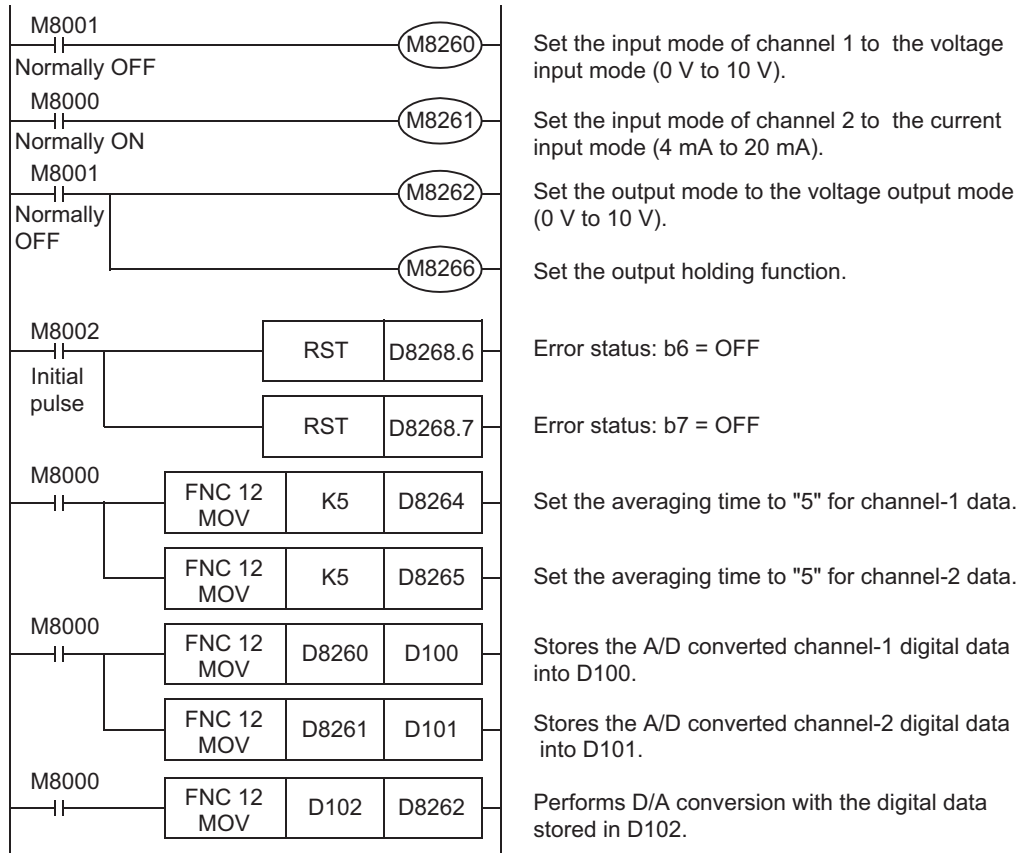 M8001
M8260
Normally OFF
Set the input mode of channel 1 to  the voltage
input mode (0 V to 10 V).
M8000
M8261
Normally ON
Set the input mode of channel 2 to  the current
input mode (4 mA to 20 mA).
M8001
M8262
Normally
OFF
Set the output mode to the voltage output mode
(0 V to 10 V).
M8266
Set the output holding function.
M8002
Initial
pulse
RST D8268.6
Error status: b6 = OFF
RST D8268.7
Error status: b7 = OFF
M8000
FNC 12
MOV
K5 D8264
Set the averaging time to "5" for channel-1 data.
FNC 12
MOV
K5 D8265
Set the averaging time to "5" for channel-2 data.
M8000
FNC 12
MOV
D8260 D100
Stores the A/D converted channel-1 digital data
into D100.
FNC 12
MOV
D8261 D101
Stores the A/D converted channel-2 digital data
into D101.
M8000
FNC 12
MOV
D102 D8262
Performs D/A conversion with the digital data
stored in D102.